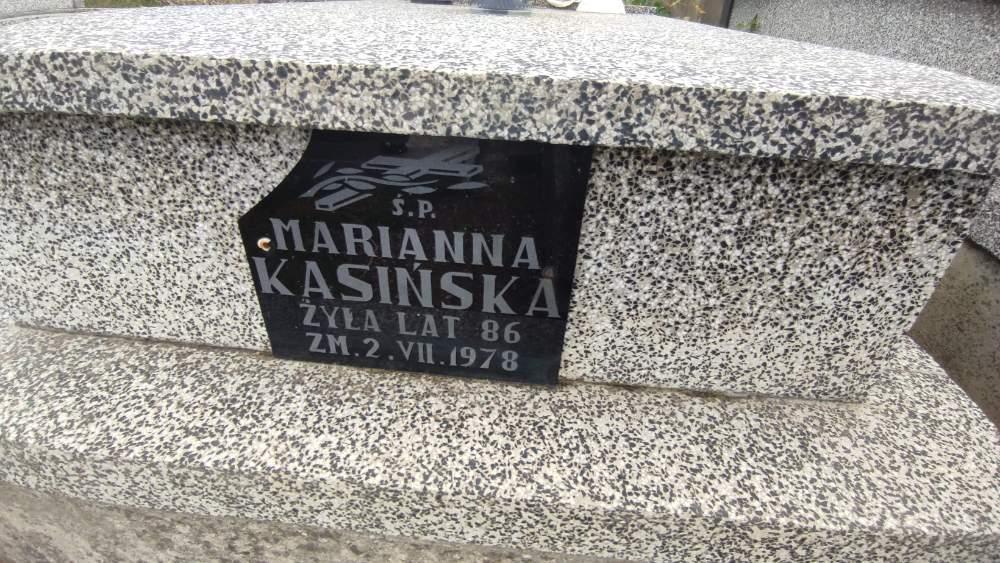 Ś.P.
MARIANNA
KASIŃSKA
ŻYŁA LAT 86
ZM. 2. VII. 1978